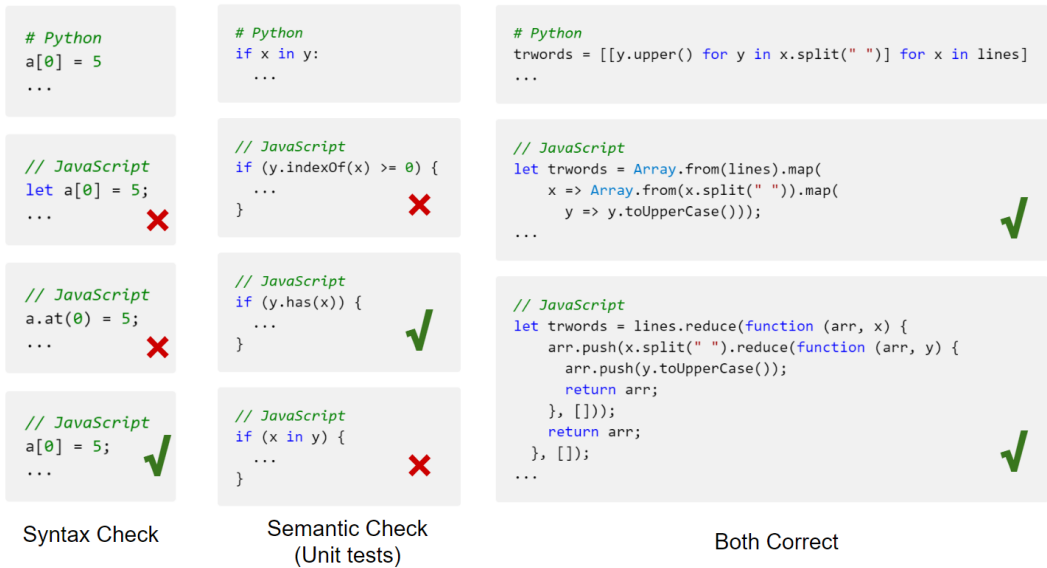 # Python
a[0] = 5
...
// JavaScript
let a[0] = 5;
...
// JavaScript
a.at(0) = 5;
...
// JavaScript
a[0] = 5;
...
Syntax Check
# Python
if x in y:
...
// JavaScript
if (y.indexOf(x) >= 0) {
...
}
// JavaScript
if (y.has(x)) {
...
}
// JavaScript
if (x in y) {
...
}
Semantic Check
(Unit tests)
# Python
trwords = [[y.upper() for y in x.split(" ")] for x in lines]
...
// JavaScript
let trwords = Array.from(lines).map(
x => Array.from(x.split(" ")).map(
y => y.toUpperCase()));
...
// JavaScript
let trwords = lines.reduce(function (arr, x) {
arr.push(x.split(" ").reduce(function (arr, y) {
arr.push(y.toUpperCase());
return arr;
}, []));
return arr;
}, []);
...
Both Correct